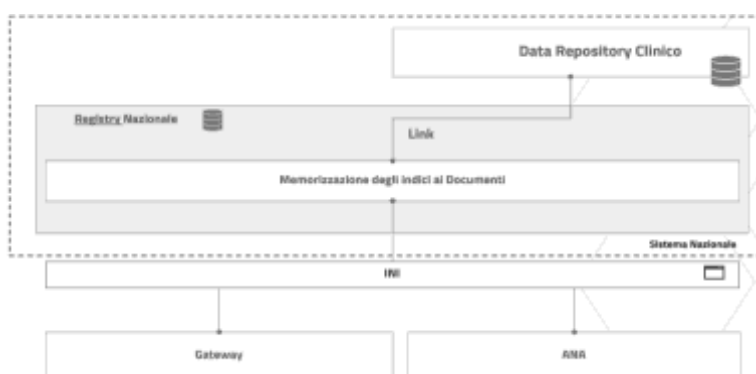 Data Repository Clinico
Registry Nazionale
Link
Memorizzazione degli indici ai Documenti
Sistema Nazionale
INI
Gateway
ANA